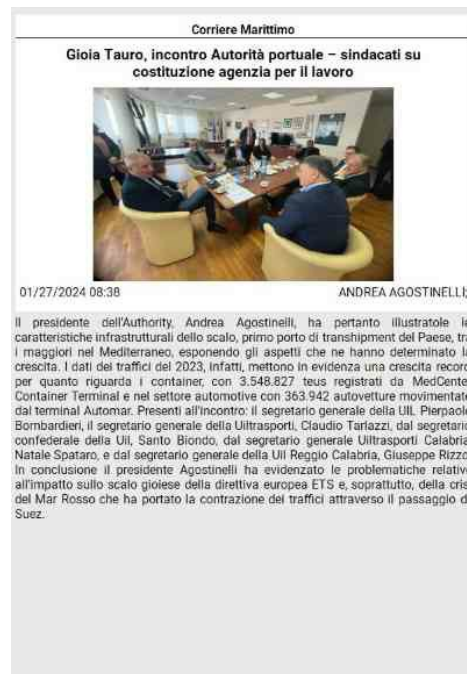 Corriere Marittimo
Gioia Tauro, incontro Autorità portuale – sindacati su
costituzione agenzia per il lavoro
01/27/2024 08:38
ANDREA AGOSTINELLI;
Il presidente dell'Authority, Andrea Agostinelli, ha pertanto illustratole le
caratteristiche infrastrutturali dello scalo, primo porto di transhipment del Paese, tra
i maggiori nel Mediterraneo, esponendo gli aspetti che ne hanno determinato la
crescita. I dati dei traffici del 2023, infatti, mettono in evidenza una crescita record
per quanto riguarda i container, con 3.548.827 teus registrati da MedCenter
Container Terminal e nel settore automotive con 363.942 autovetture movimentate
dal terminal Automar. Presenti all'incontro: il segretario generale della UIL Pierpaolo
Bombardieri, il segretario generale della Uiltrasporti, Claudio Tarlazzi, dal segretario
confederale della Uil, Santo Biondo, dal segretario generale Uiltrasporti Calabria
Natale Spataro, e dal segretario generale della Uil Reggio Calabria, Giuseppe Rizzo.
In conclusione il presidente Agostinelli ha evidenzato le problematiche relative
all'impatto sullo scalo gioiese della direttiva europea ETS e, soprattutto, della crisi
del Mar Rosso che ha portato la contrazione dei traffici attraverso il passaggio di
Suez.